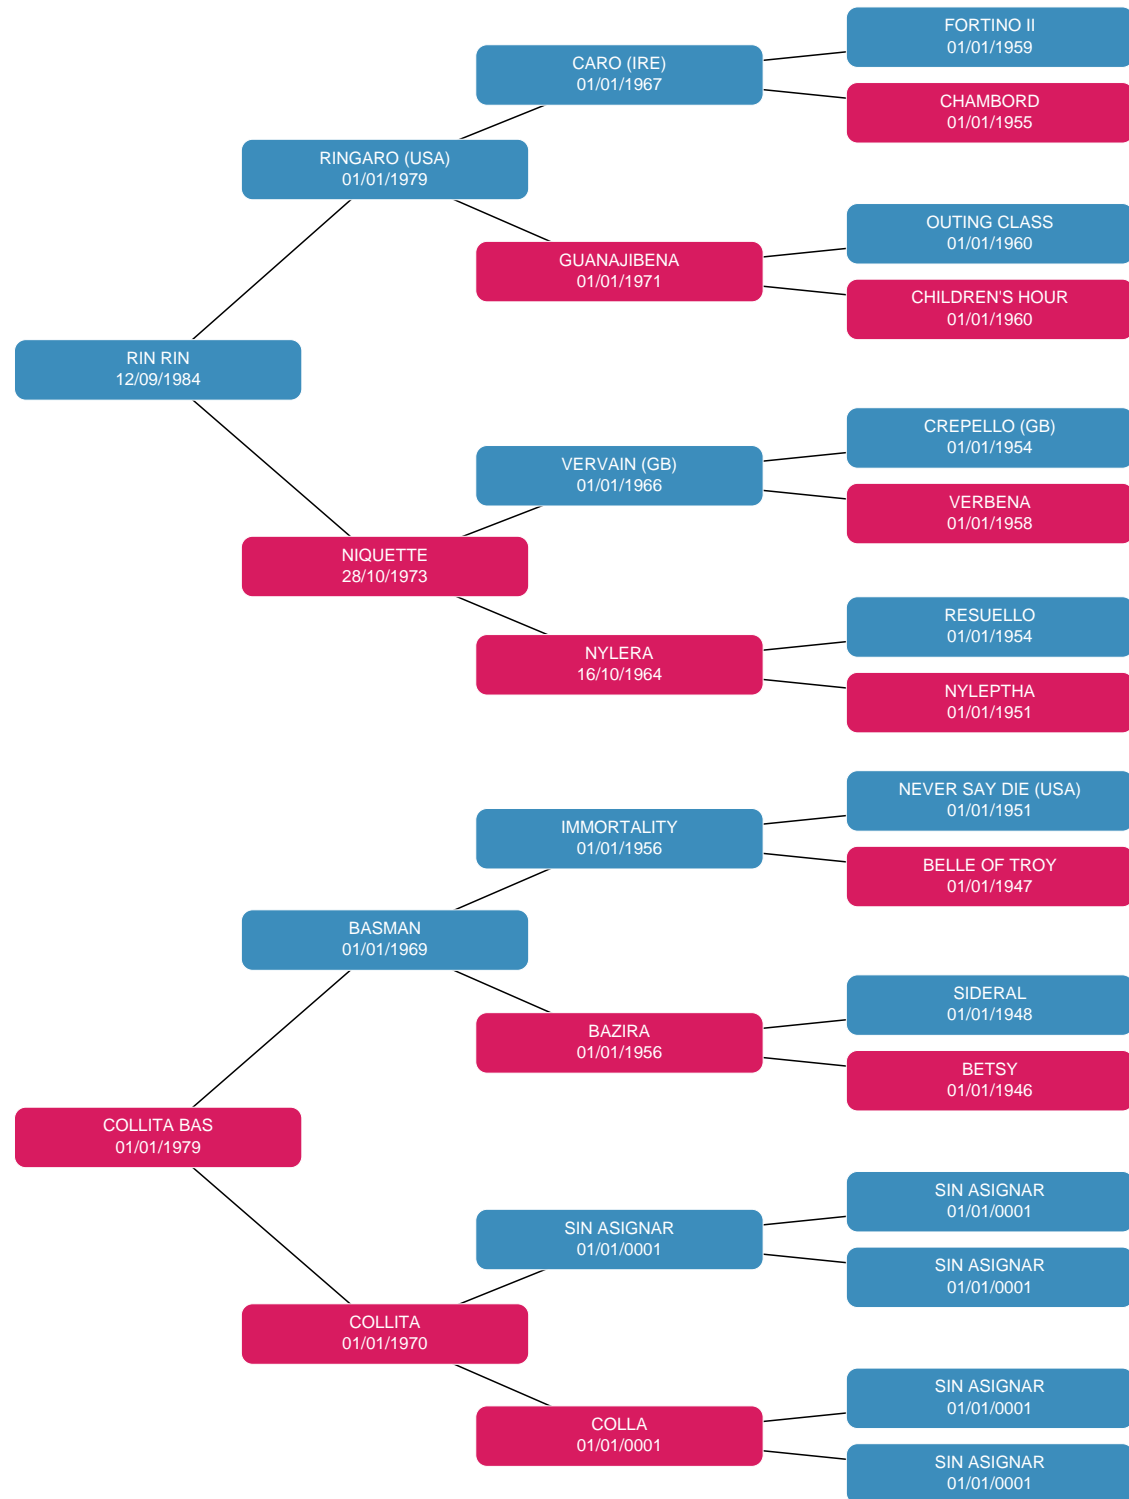 FORTINO II
01/01/1959
CARO (IRE)
01/01/1967
CHAMBORD
01/01/1955
RINGARO (USA)
01/01/1979
OUTING CLASS
01/01/1960
GUANAJIBENA
01/01/1971
CHILDREN'S HOUR
01/01/1960
RIN RIN
12/09/1984
CREPELLO (GB)
01/01/1954
VERVAIN (GB)
01/01/1966
VERBENA
01/01/1958
NIQUETTE
28/10/1973
RESUELLO
01/01/1954
NYLERA
16/10/1964
NYLEPTHA
01/01/1951
NEVER SAY DIE (USA)
01/01/1951
IMMORTALITY
01/01/1956
BELLE OF TROY
01/01/1947
BASMAN
01/01/1969
SIDERAL
01/01/1948
BAZIRA
01/01/1956
BETSY
01/01/1946
COLLITA BAS
01/01/1979
SIN ASIGNAR
01/01/0001
SIN ASIGNAR
01/01/0001
SIN ASIGNAR
01/01/0001
COLLITA
01/01/1970
SIN ASIGNAR
01/01/0001
COLLA
01/01/0001
SIN ASIGNAR
01/01/0001